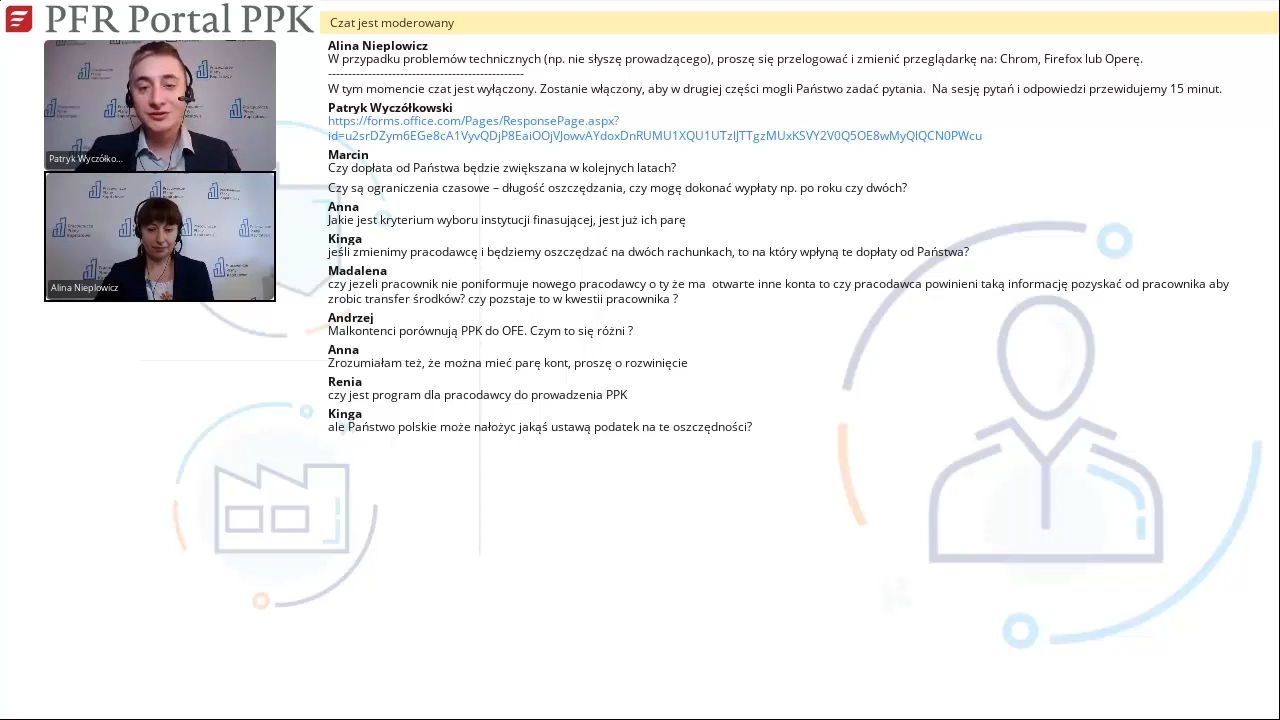 PFR Portal PPK
Czat jest moderowany
Patryk Wyczółko...
Alina Nieplowicz
Alina Nieplowicz
W przypadku problemów technicznych (np. nie słyszę prowadzącego), proszę się przelogować i zmienić przeglądarkę na: Chrom, Firefox lub Operę.
-------------------------------------------------
W tym momencie czat jest wyłączony. Zostanie włączony, aby w drugiej części mogli Państwo zadać pytania.  Na sesję pytań i odpowiedzi przewidujemy 15 minut.
Patryk Wyczółkowski
https://forms.office.com/Pages/ResponsePage.aspx?
id=u2srDZym6EGe8cA1VyvQDjP8EaiOOjVJowvAYdoxDnRUMU1XQU1UTzlJTTgzMUxKSVY2V0Q5OE8wMyQlQCN0PWcu
Marcin
Czy dopłata od Państwa będzie zwiększana w kolejnych latach?
Czy są ograniczenia czasowe – długość oszczędzania, czy mogę dokonać wypłaty np. po roku czy dwóch?
Anna
Jakie jest kryterium wyboru instytucji finasującej, jest już ich parę
Kinga
jeśli zmienimy pracodawcę i będziemy oszczędzać na dwóch rachunkach, to na który wpłyną te dopłaty od Państwa?
Madalena
czy jezeli pracownik nie poniformuje nowego pracodawcy o ty że ma  otwarte inne konta to czy pracodawca powinieni taką informację pozyskać od pracownika aby
zrobic transfer środków? czy pozstaje to w kwestii pracownika ?
Andrzej
Malkontenci porównują PPK do OFE. Czym to się różni ?
Anna
Zrozumiałam też, że można mieć parę kont, proszę o rozwinięcie
Renia
czy jest program dla pracodawcy do prowadzenia PPK
Kinga
ale Państwo polskie może nałożyc jakąś ustawą podatek na te oszczędności?